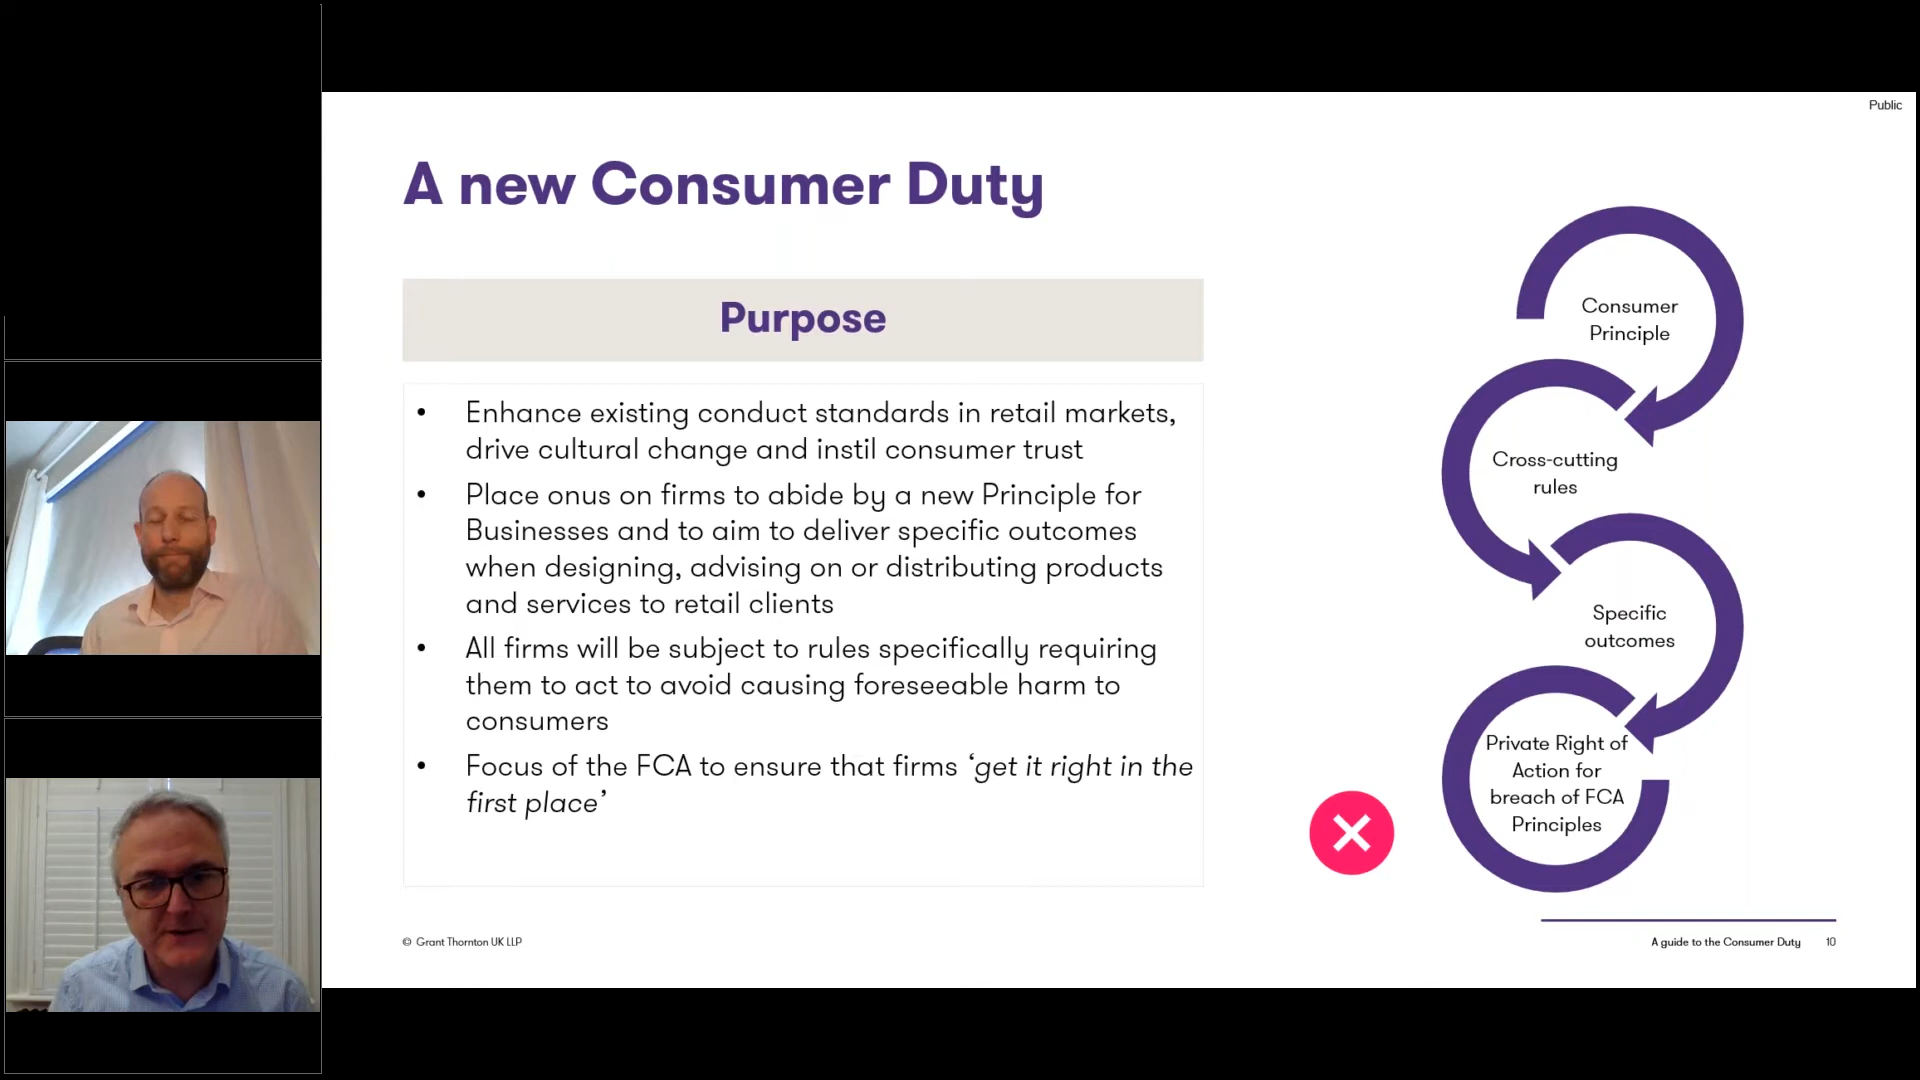 Public
A new Consumer Duty
Purpose
• Enhance existing conduct standards in retail markets,
drive cultural change and instil consumer trust
• Place onus on firms to abide by a new Principle for
Businesses and to aim to deliver specific outcomes
when designing, advising on or distributing products
and services to retail clients
• All firms will be subject to rules specifically requiring
them to act to avoid causing foreseeable harm to
consumers
• Focus of the FCA to ensure that firms ‘get it right in the
first place’
Consumer
Principle
Cross-cutting
rules
Specific
outcomes
Private Right of
Action for
breach of FCA
Principles
© Grant Thornton UK LLP
A guide to the Consumer Duty 10